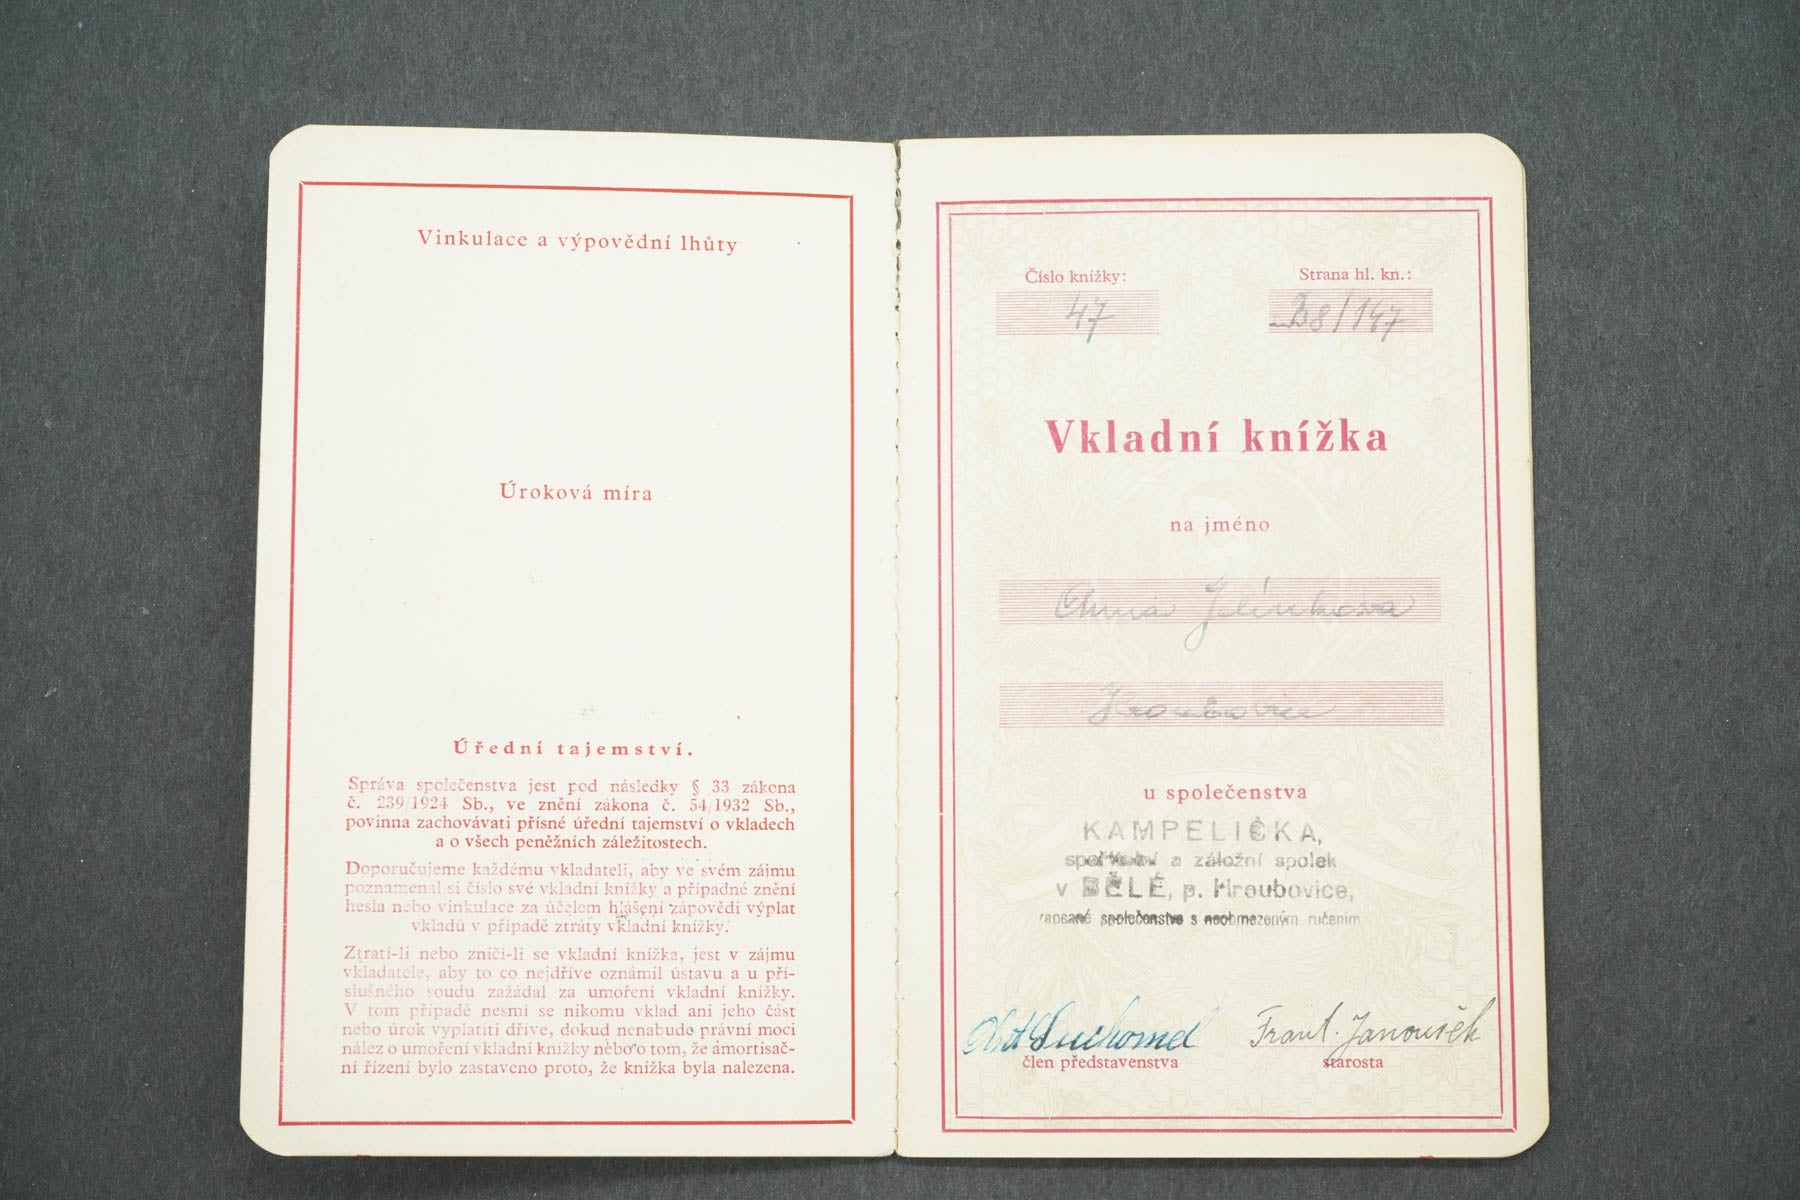 Vinkulace a výpovědní lhůty
Úroková míra
Úřední tajemství.
Správa společenstva jest pod následky § 33 zákona
č. 239/1924 Sb., ve znění zákona č. 54/1932 Sb.,
povinna zachovávati přísné úřední tajemství o vkladech
a o všech peněžních záležitostech.
Doporučujeme každému vkladateli, aby ve svém zájmu
poznamenal si číslo své vkladní knížky a případné znění
hesla nebo vinkulace za účelem hlášení zápovědi výplat
vkladů v případě ztráty vkladní knížky.
Ztratí-li nebo zničí-li se vkladní knížka, jest v zájmu
vkladatele, aby to co nejdříve oznámil ústavu a u pří-
slušného soudu zažádal za umoření vkladní knížky.
V tom případě nesmí se nikomu vklad ani jeho část
nebo úrok vyplatiti dříve, dokud nenabude právní moci
nález o umoření vkladní knížky nebo o tom, že amortisač-
ní řízení bylo zastaveno proto, že knížka byla nalezena.
Číslo knížky:
47
Strana hl. kn.:
B8/147
Vkladní knížka
na jméno
Anna Jelínkova
Hroubovice
u společenstva
KAMPELIČKA,
a záložní spolek
v BĚLÉ, p. Hroubovice,
zapsané společenstvo s neobmezeným ručením
Suchomel
člen představenstva
Frant. Janoušek
starosta